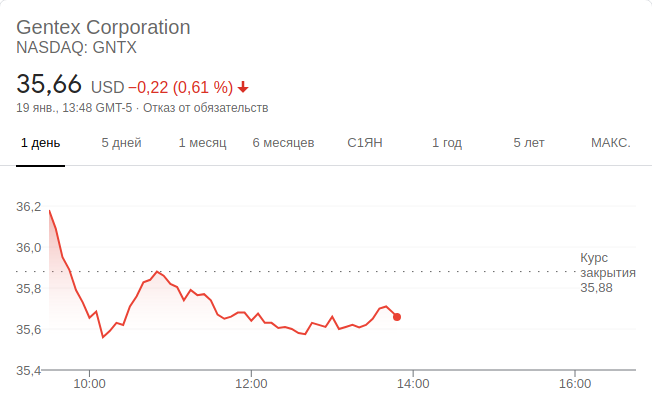 Gentex Corporation
NASDAQ: GNTX
35,66 USD −0,22 (0,61 %)
19 янв., 13:48 GMT-5 · Отказ от обязательств
1 день 5 дней 1 месяц 6 месяцев С1ЯН 1 год 5 лет МАКС.
36,2
36,0
35,8
35,6
35,4
Курс
закрытия
35,88
10:00 12:00 14:00 16:00